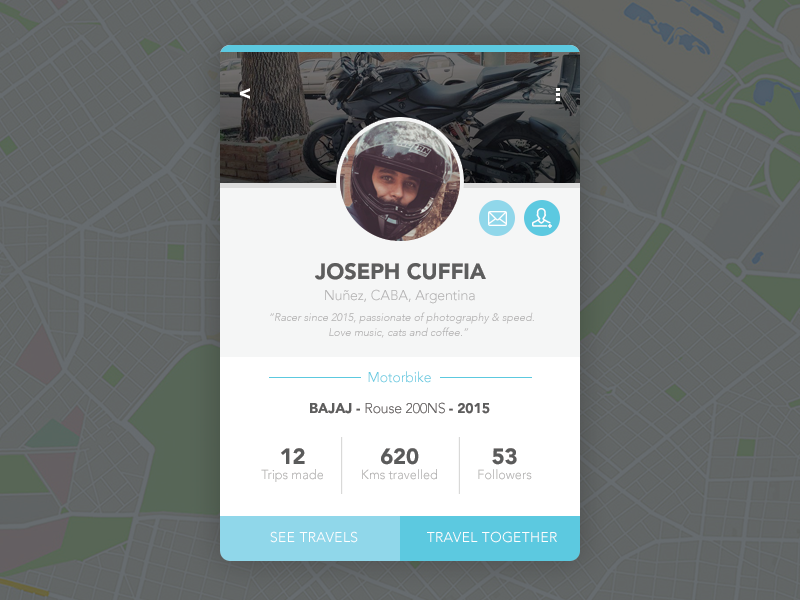 <
JOSEPH CUFFIA
Nuñez, CABA, Argentina
"Racer since 2015, passionate of photography & speed.
Love music, cats and coffee."
Motorbike
BAJAJ - Rouse 200NS - 2015
12 620 53
Trips made Kms travelled Followers
SEE TRAVELS TRAVEL TOGETHER